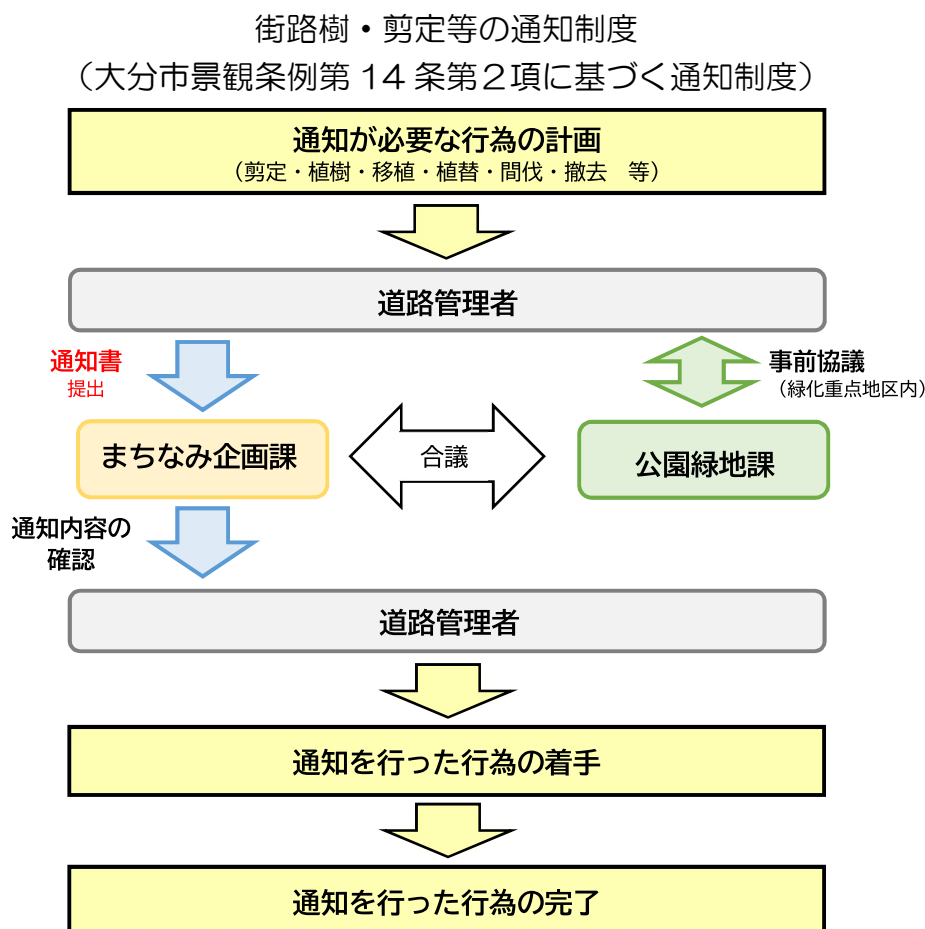 街路樹・剪定等の通知制度
（大分市景観条例第 14 条第２項に基づく通知制度）
通知が必要な行為の計画
（剪定・植樹・移植・植替・間伐・撤去　等）
道路管理者
通知書
提出
事前協議
（緑化重点地区内）
まちなみ企画課
合議
公園緑地課
通知内容の
確認
道路管理者
通知を行った行為の着手
通知を行った行為の完了